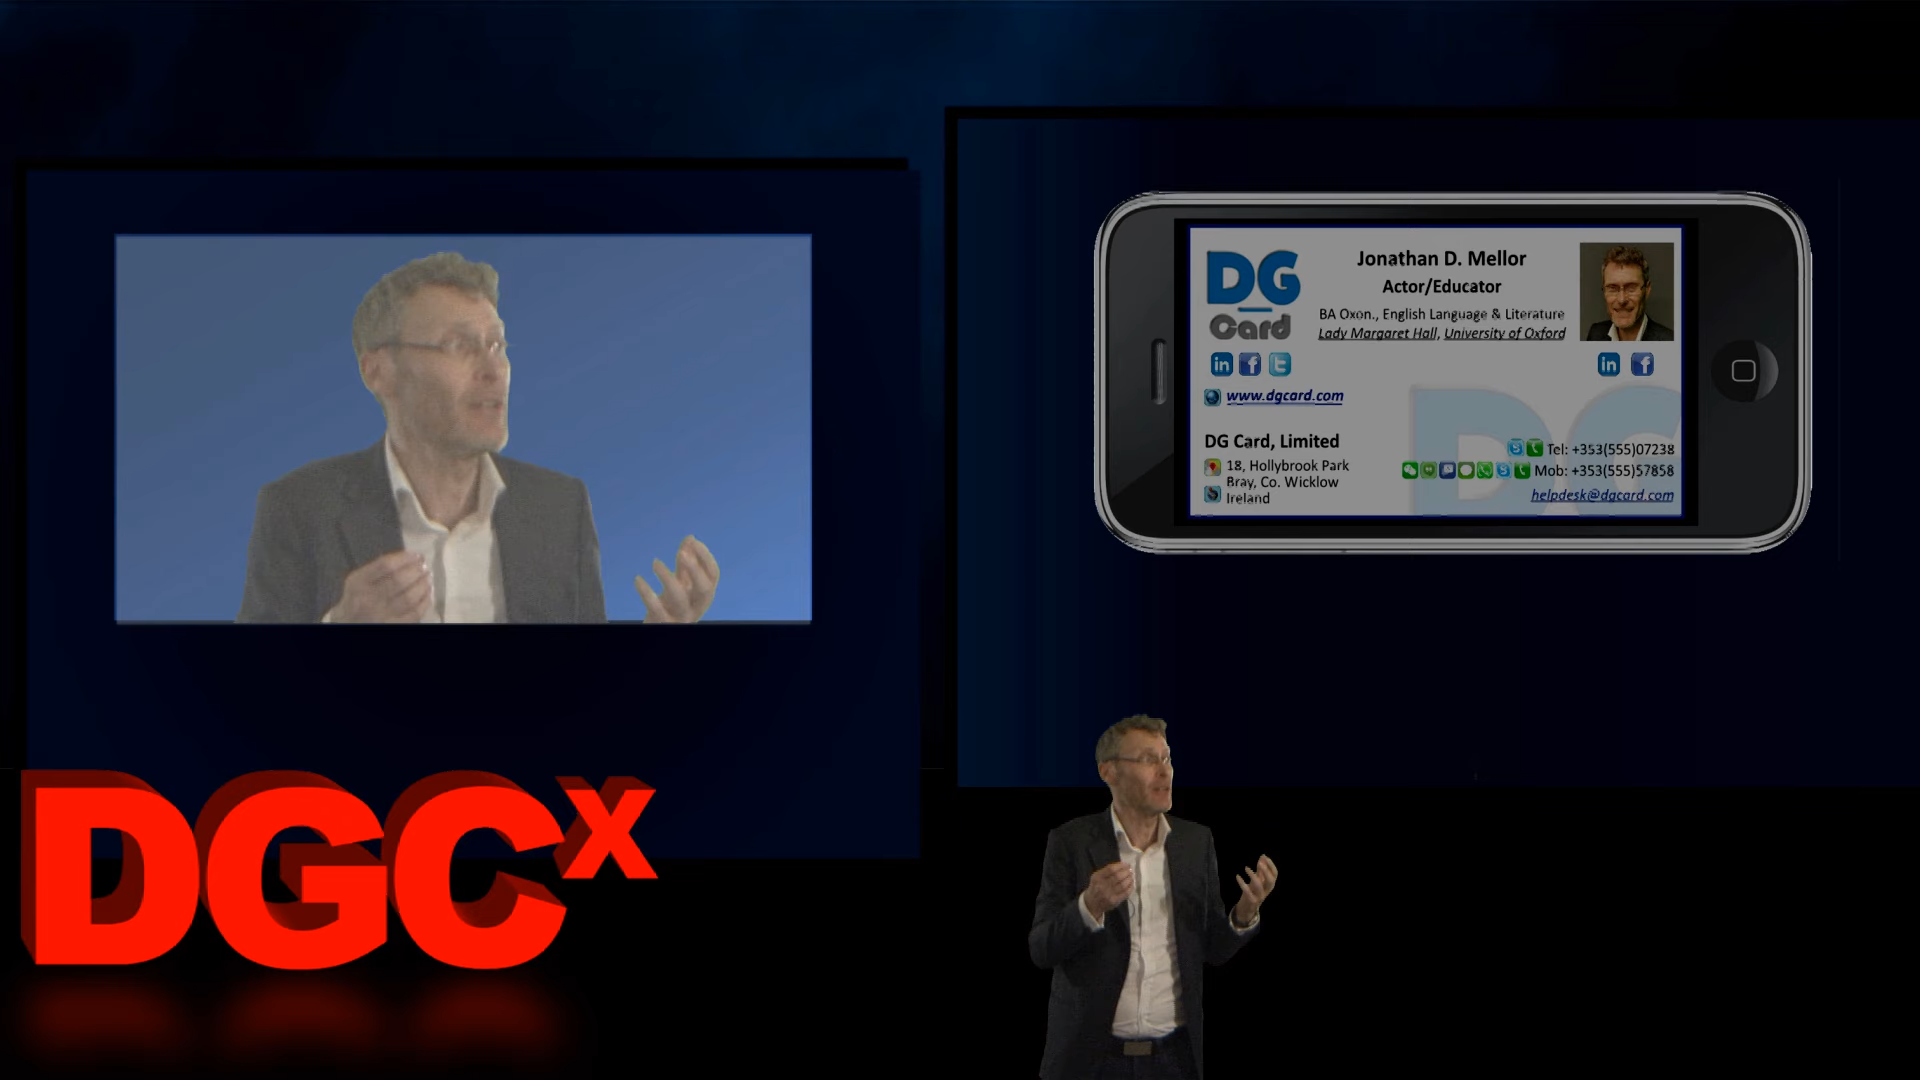 DGCx
DG
Card
Jonathan D. Mellor
Actor/Educator
BA Oxon., English Language & Literature
Lady Margaret Hall, University of Oxford
www.dgcard.com
DG Card, Limited
18, Hollybrook Park
Bray, Co. Wicklow
Ireland
Tel: +353(555)07238
Mob: +353(555)57858
helpdesk@dgcard.com
DG